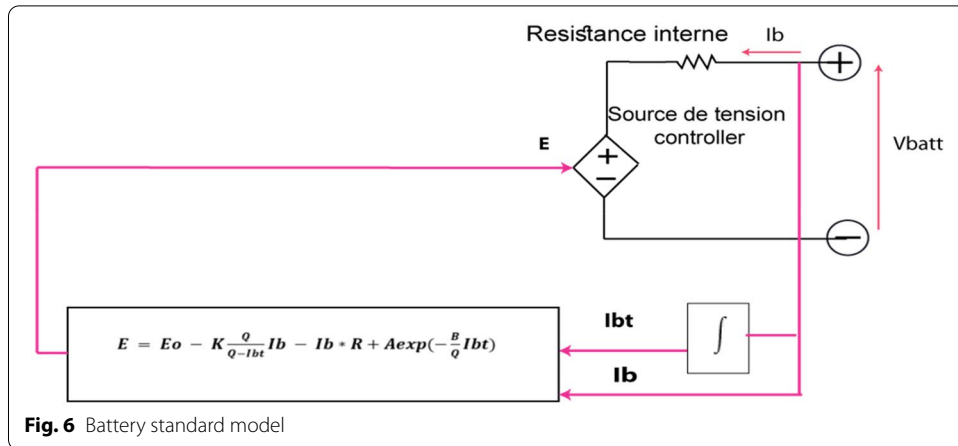 Resistance interne
Ib
+
Source de tension
controller
E
+
−
Vbatt
−
E = Eo − K Q/Q−Ibt Ib − Ib * R + Aexp(−B/Q Ibt)
Ibt
∫
Ib
Fig. 6 Battery standard model